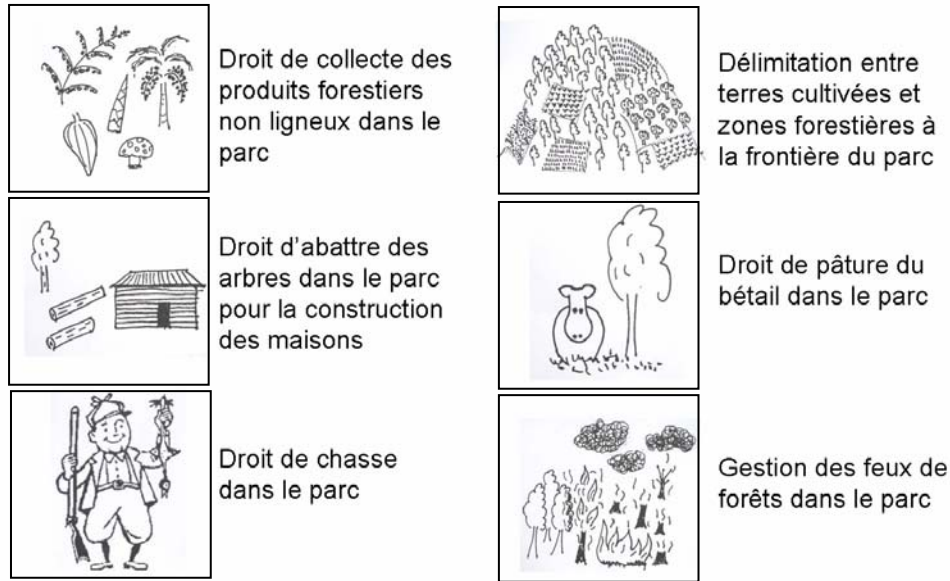 Droit de collecte des
produits forestiers
non ligneux dans le
parc
Délimitation entre
terres cultivées et
zones forestières à
la frontière du parc
Droit d’abattre des
arbres dans le parc
pour la construction
des maisons
Droit de pâture du
bétail dans le parc
Droit de chasse
dans le parc
Gestion des feux de
forêts dans le parc